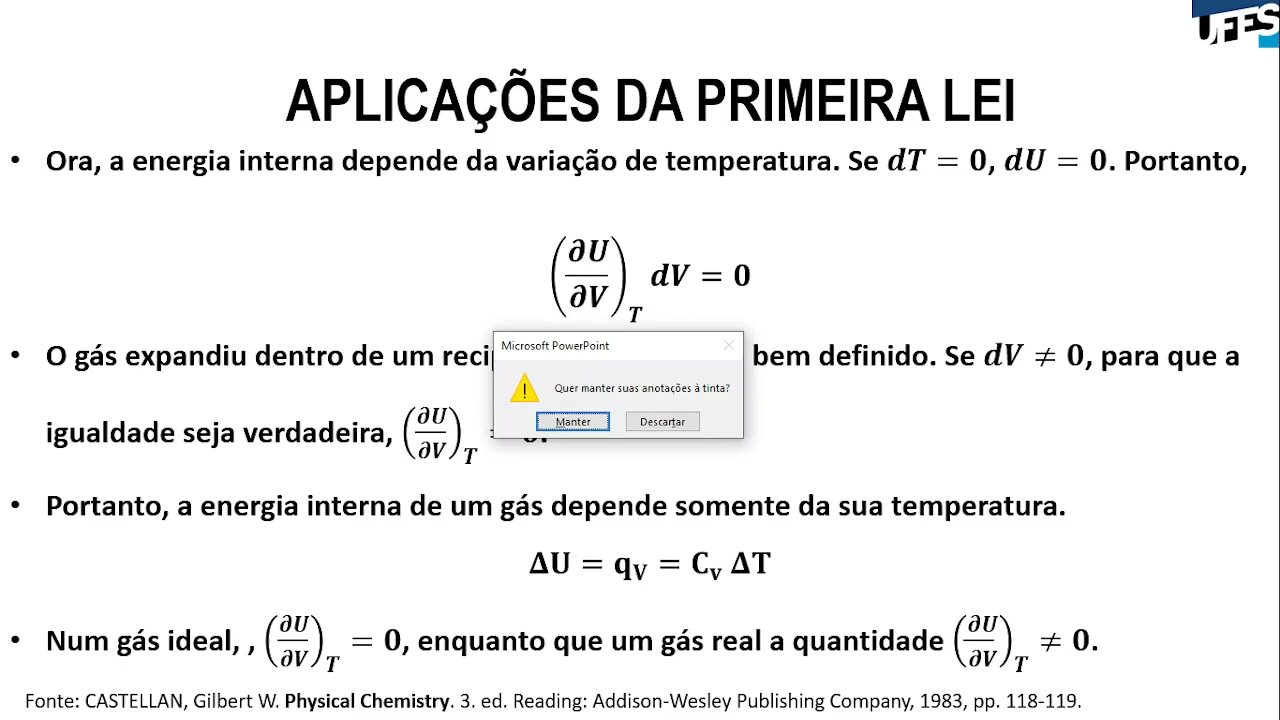 UFES
APLICAÇÕES DA PRIMEIRA LEI
• Ora, a energia interna depende da variação de temperatura. Se dT = 0, dU = 0. Portanto,
(∂U/∂V)_T dV = 0
• O gás expandiu dentro de um bem definido. Se dV ≠ 0, para que a
igualdade seja verdadeira, (∂U/∂V)_T
Microsoft PowerPoint
Quer manter suas anotações à tinta?
Manter Descartar
• Portanto, a energia interna de um gás depende somente da sua temperatura.
ΔU = q_V = C_v ΔT
• Num gás ideal, , (∂U/∂V)_T = 0, enquanto que um gás real a quantidade (∂U/∂V)_T ≠ 0.
Fonte: CASTELLAN, Gilbert W. Physical Chemistry. 3. ed. Reading: Addison-Wesley Publishing Company, 1983, pp. 118-119.